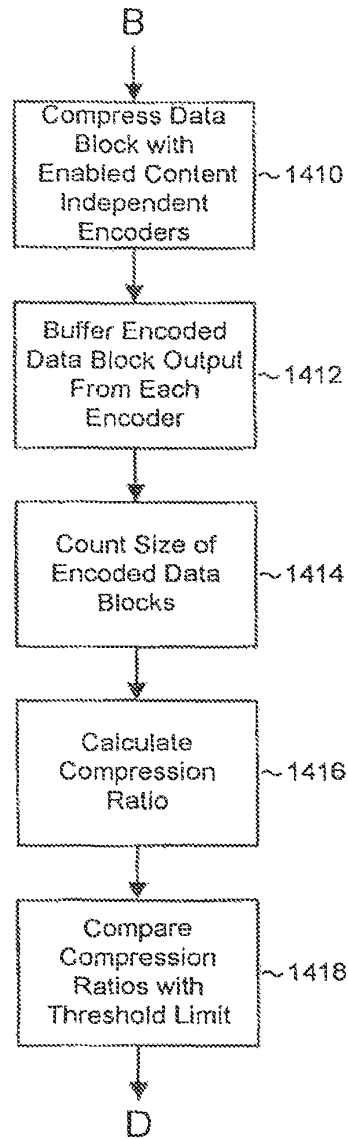 B
Compress Data
Block with
Enabled Content
Independent
Encoders
1410
Buffer Encoded
Data Block Output
From Each
Encoder
1412
Count Size of
Encoded Data
Blocks
1414
Calculate
Compression
Ratio
1416
Compare
Compression
Ratios with
Threshold Limit
1418
D